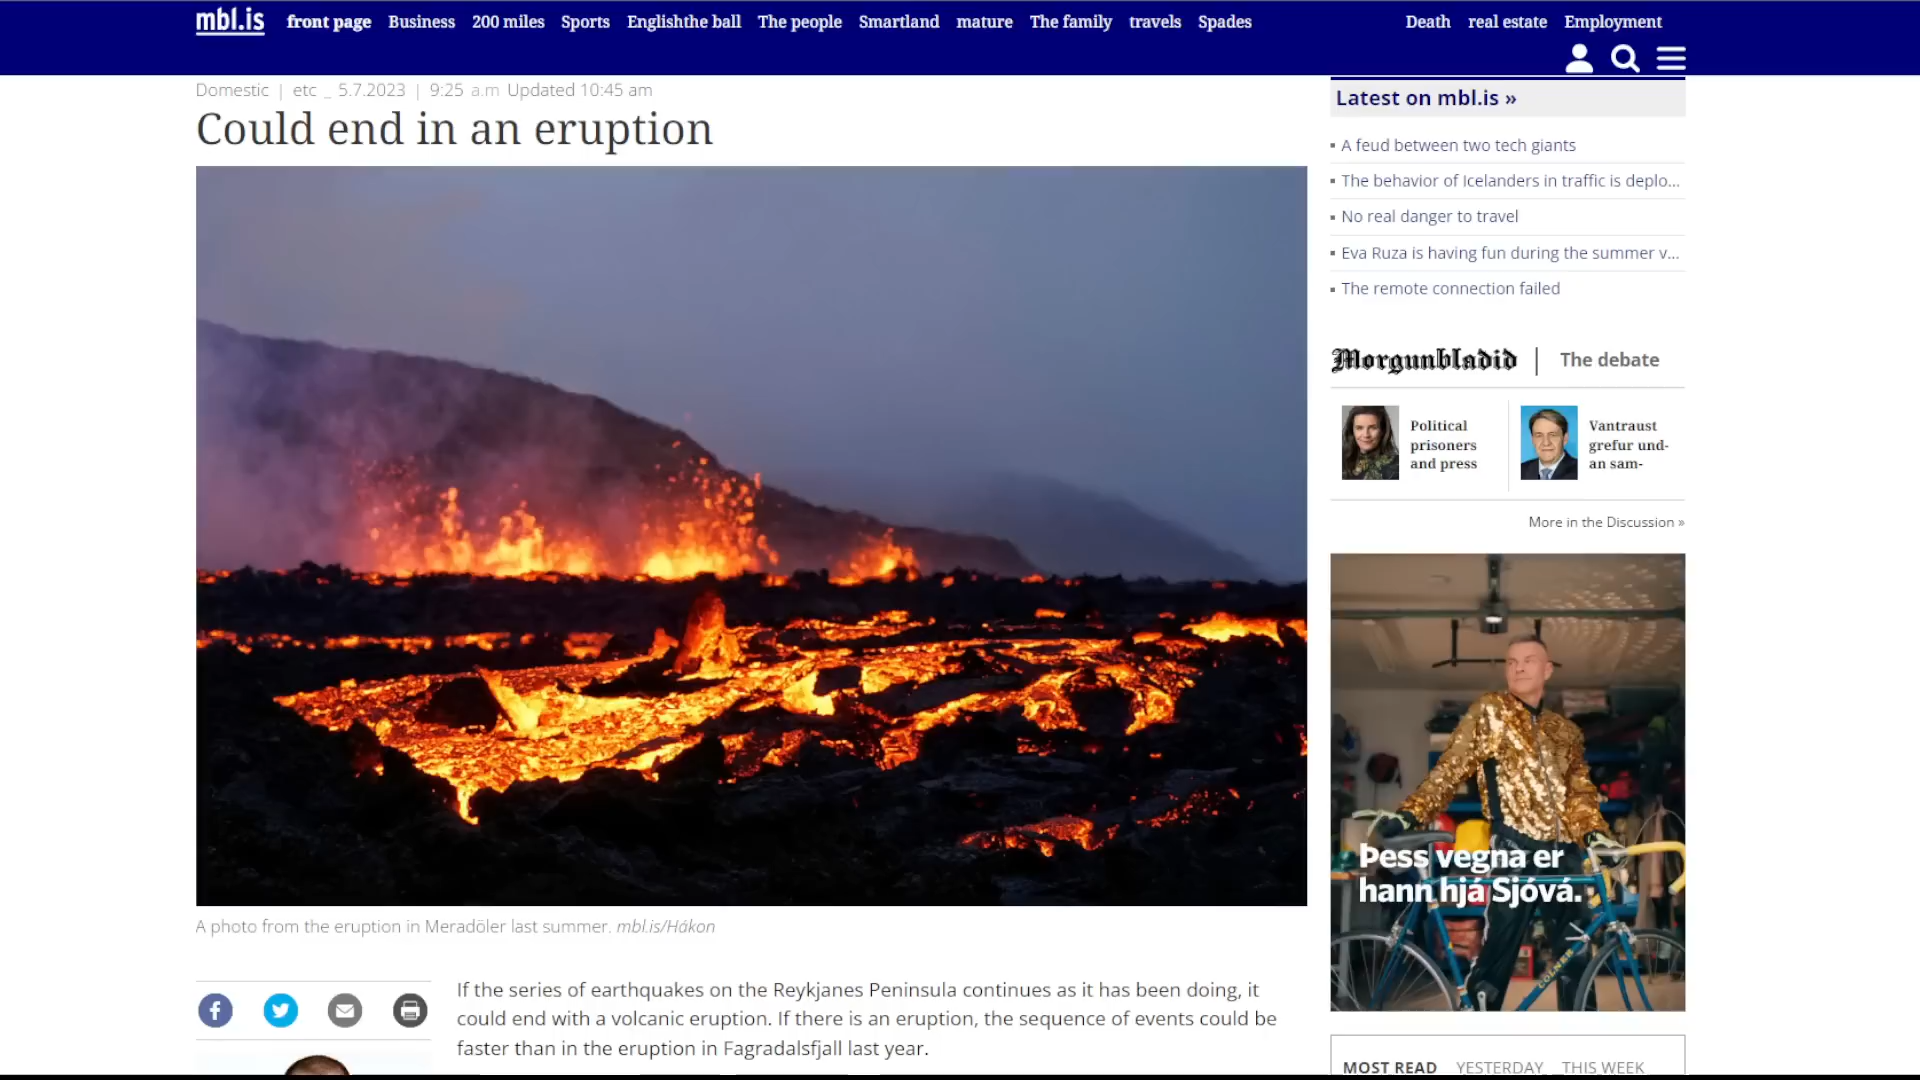 mbl.is
front page Business 200 miles Sports Englishthe ball The people Smartland mature The family travels Spades Death real estate Employment
Domestic | etc _ 5.7.2023 | 9:25 a.m Updated 10:45 am
Could end in an eruption
A photo from the eruption in Meradöler last summer. mbl.is/Hákon
If the series of earthquakes on the Reykjanes Peninsula continues as it has been doing, it
could end with a volcanic eruption. If there is an eruption, the sequence of events could be
faster than in the eruption in Fagradalsfjall last year.
Latest on mbl.is »
A feud between two tech giants
The behavior of Icelanders in traffic is deplo...
No real danger to travel
Eva Ruza is having fun during the summer v...
The remote connection failed
Morgunbladid | The debate
Political
prisoners
and press
Vantraust
grefur und-
an sam-
More in the Discussion »
Þess vegna er
hann hjá Sjóvá.
COLNER
MOST READ YESTERDAY THIS WEEK